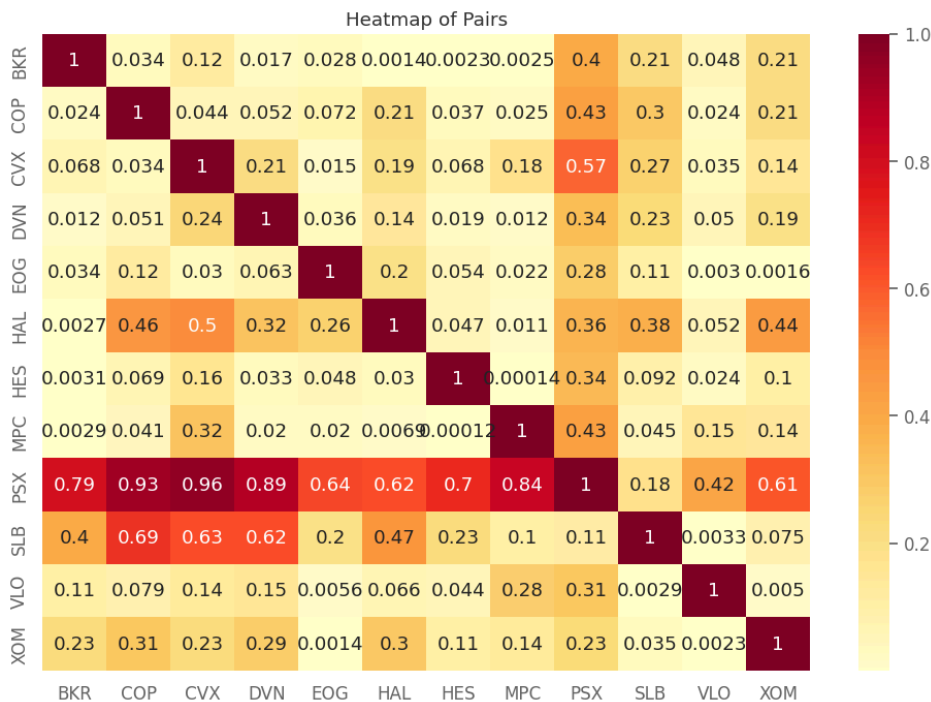 Heatmap of Pairs
BKR 1 0.034 0.12 0.017 0.028 0.0014 0.0023 0.0025 0.4 0.21 0.048 0.21 1.0
COP 0.024 1 0.044 0.052 0.072 0.21 0.037 0.025 0.43 0.3 0.024 0.21
CVX 0.068 0.034 1 0.21 0.015 0.19 0.068 0.18 0.57 0.27 0.035 0.14 0.8
DVN 0.012 0.051 0.24 1 0.036 0.14 0.019 0.012 0.34 0.23 0.05 0.19
EOG 0.034 0.12 0.03 0.063 1 0.2 0.054 0.022 0.28 0.11 0.003 0.0016 0.6
HAL 0.0027 0.46 0.5 0.32 0.26 1 0.047 0.011 0.36 0.38 0.052 0.44
HES 0.0031 0.069 0.16 0.033 0.048 0.03 1 0.00014 0.34 0.092 0.024 0.1 0.4
MPC 0.0029 0.041 0.32 0.02 0.02 0.0069 0.00012 1 0.43 0.045 0.15 0.14
PSX 0.79 0.93 0.96 0.89 0.64 0.62 0.7 0.84 1 0.18 0.42 0.61
SLB 0.4 0.69 0.63 0.62 0.2 0.47 0.23 0.1 0.11 1 0.0033 0.075 0.2
VLO 0.11 0.079 0.14 0.15 0.0056 0.066 0.044 0.28 0.31 0.0029 1 0.005
XOM 0.23 0.31 0.23 0.29 0.0014 0.3 0.11 0.14 0.23 0.035 0.0023 1
BKR COP CVX DVN EOG HAL HES MPC PSX SLB VLO XOM